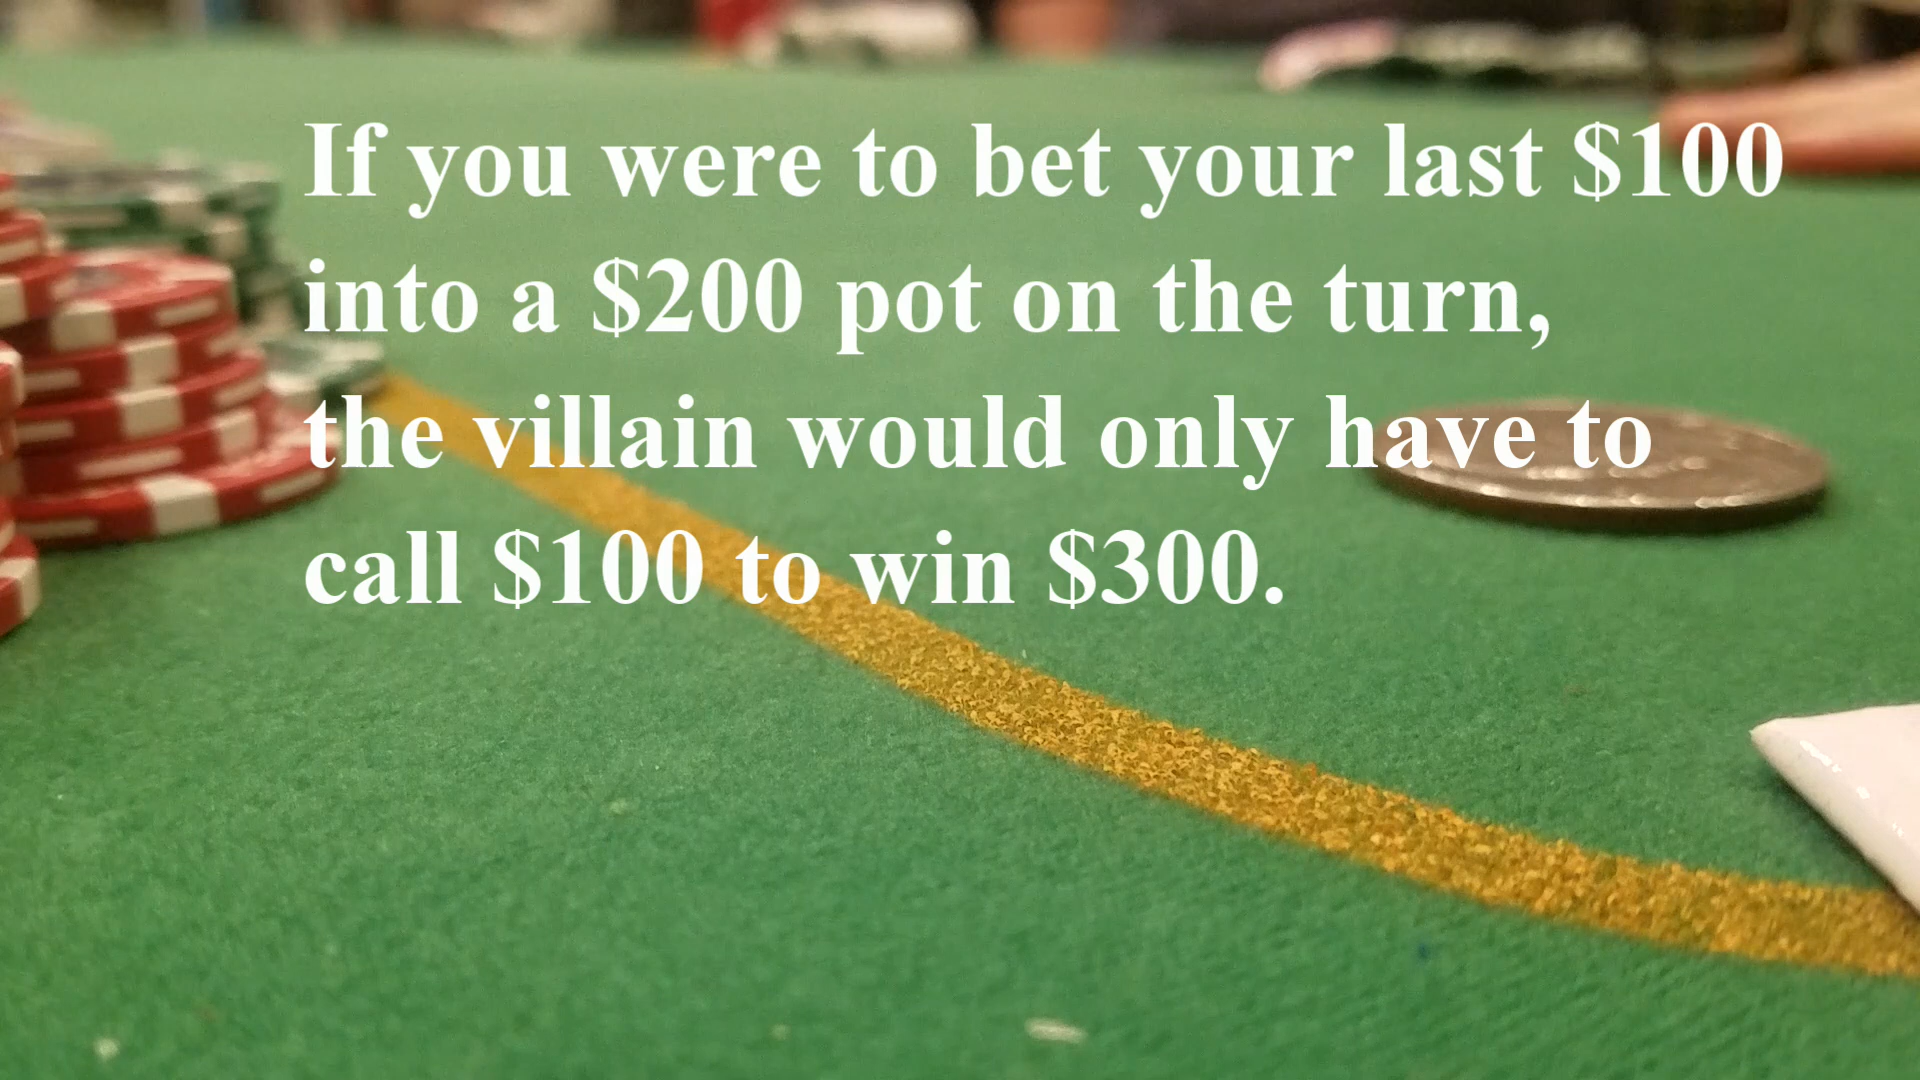 If you were to bet your last $100
into a $200 pot on the turn,
the villain would only have to
call $100 to win $300.